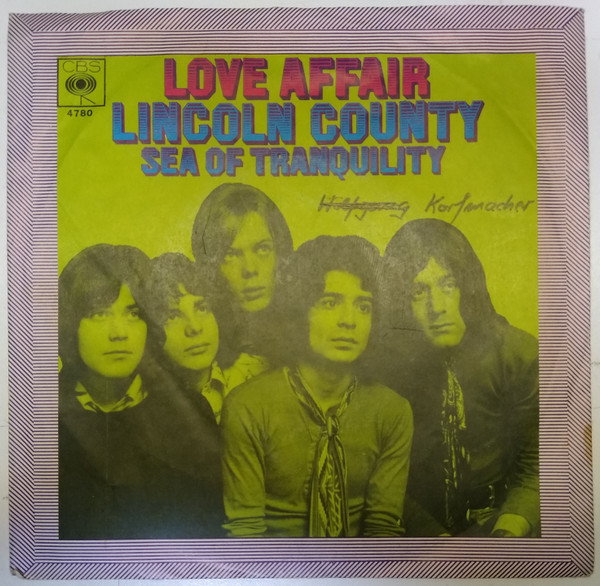 CBS
4780
LOVE AFFAIR
LINCOLN COUNTY
SEA OF TRANQUILITY
Korfmacher